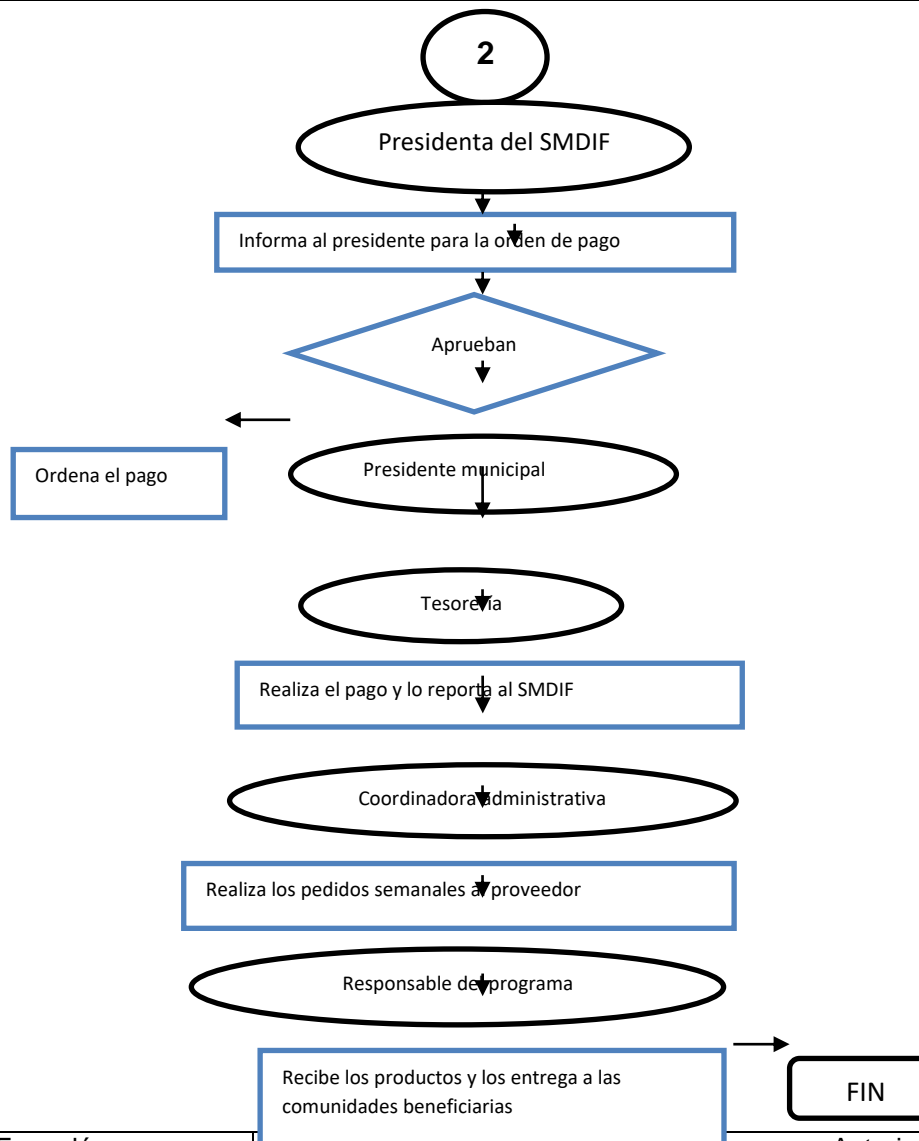 2
Presidenta del SMDIF
Informa al presidente para la orden de pago
Aprueban
Ordena el pago
Presidente municipal
Tesorería
Realiza el pago y lo reporta al SMDIF
Coordinadora administrativa
Realiza los pedidos semanales al proveedor
Responsable del programa
Recibe los productos y los entrega a las
comunidades beneficiarias
FIN